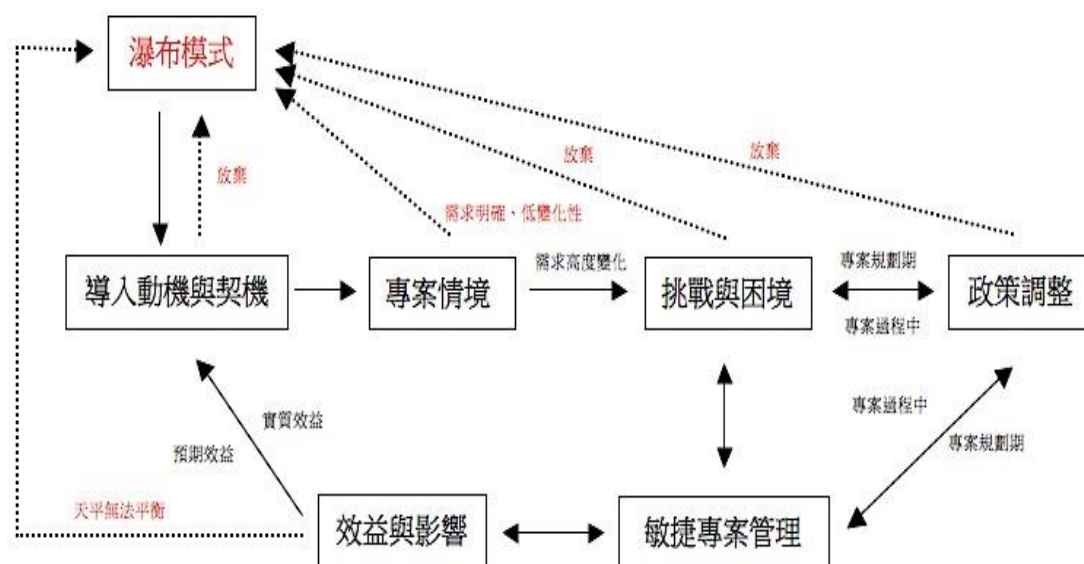 瀑布模式
放棄
放棄
放棄
需求明確、低變化性
導入動機與契機
專案情境
需求高度變化
挑戰與困境
專案規劃期
專案過程中
政策調整
實質效益
預期效益
專案過程中
專案規劃期
天平無法平衡
效益與影響
敏捷專案管理